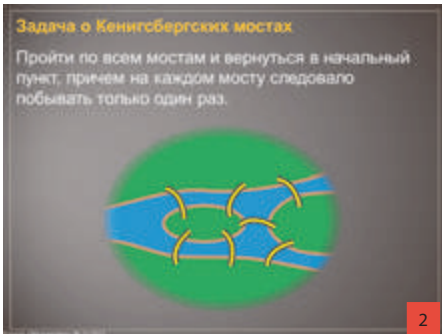 Задача о Кенигсбергских мостах
Пройти по всем мостам и вернуться в начальный
пункт, причем на каждом мосту следовало
побывать только один раз.
2